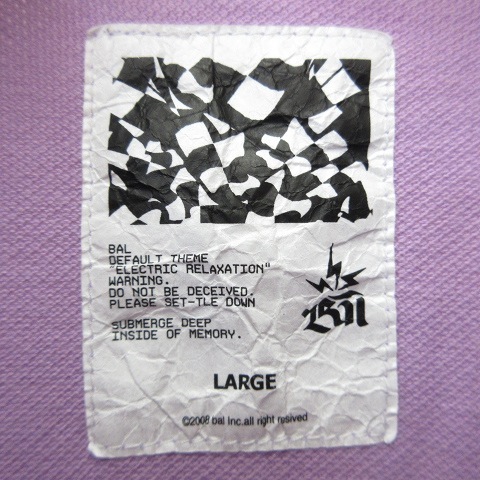 BAL
DEFAULT THEME
"ELECTRIC RELAXATION"
WARNING.
DO NOT BE DECEIVED.
PLEASE SET-TLE DOWN
SUBMERGE DEEP
INSIDE OF MEMORY.
Bal
LARGE
©2008 bal Inc.all right resived